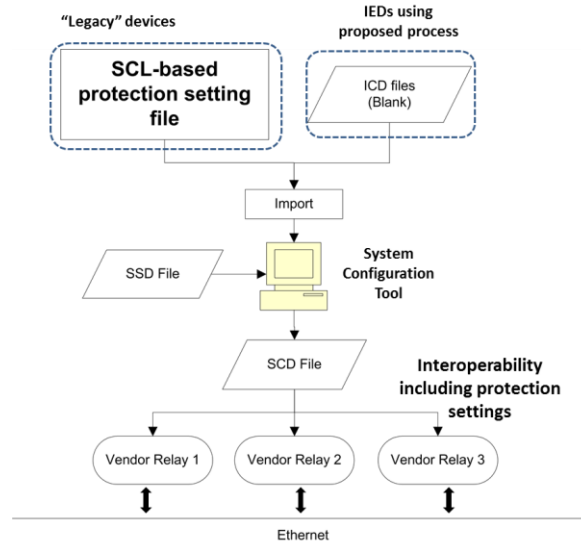 “Legacy” devices
IEDs using
proposed process
SCL-based
protection setting
file
ICD files
(Blank)
Import
SSD File
System
Configuration
Tool
SCD File
Interoperability
including protection
settings
Vendor Relay 1
Vendor Relay 2
Vendor Relay 3
Ethernet